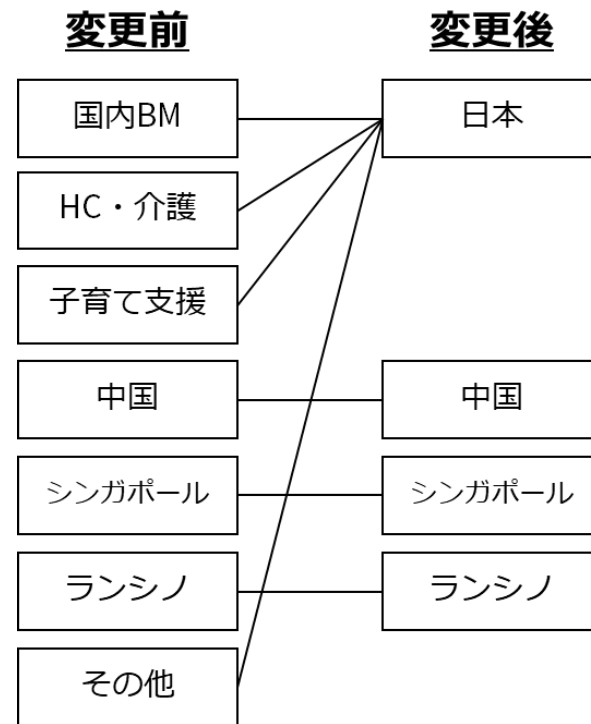 変更前
変更後
国内BM
日本
HC・介護
子育て支援
中国
中国
シンガポール
シンガポール
ランシノ
ランシノ
その他